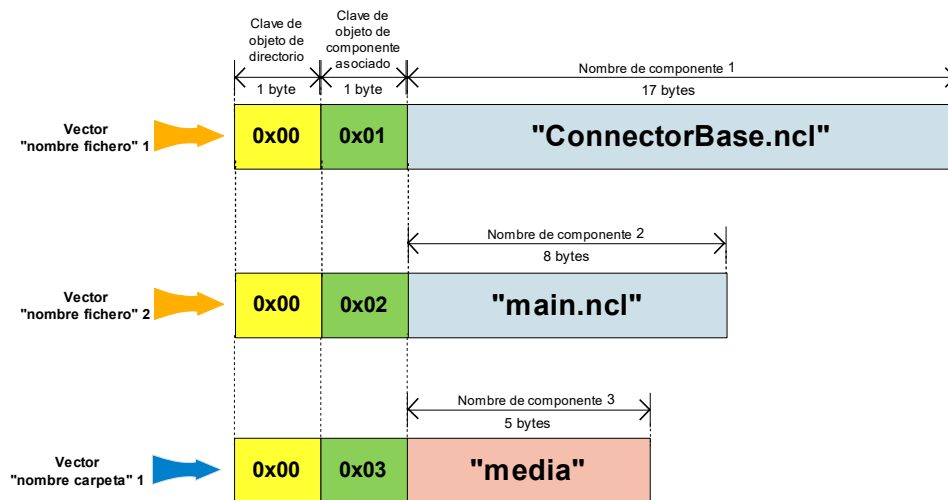 Clave de
objeto de
directorio
Clave de
objeto de
componente
asociado
Nombre de componente 1
1 byte
1 byte
17 bytes
Vector
"nombre fichero" 1
0x00
0x01
"ConnectorBase.ncl"
Nombre de componente 2
8 bytes
Vector
"nombre fichero" 2
0x00
0x02
"main.ncl"
Nombre de componente 3
5 bytes
Vector
"nombre carpeta" 1
0x00
0x03
"media"